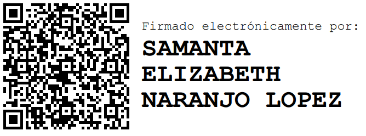 Firmado electrónicamente por:
SAMANTA
ELIZABETH
NARANJO LOPEZ